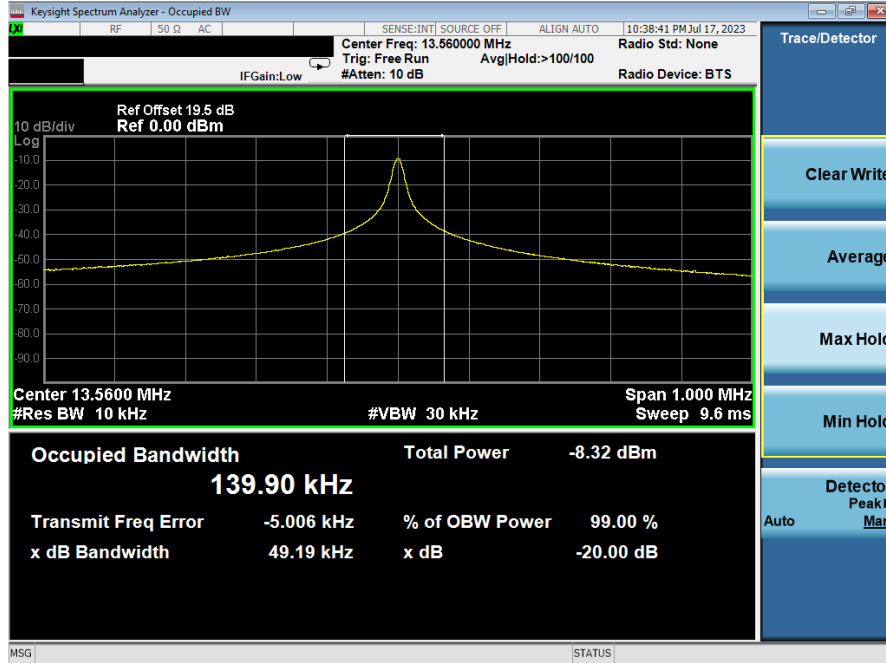 Keysight Spectrum Analyzer - Occupied BW
LXI RF 50 Ω AC SENSE:INT SOURCE OFF ALIGN AUTO 10:38:41 PM Jul 17, 2023
Center Freq: 13.560000 MHz Radio Std: None
Trig: Free Run Avg|Hold:>100/100
IFGain:Low #Atten: 10 dB Radio Device: BTS
Trace/Detector
Ref Offset 19.5 dB
10 dB/div Ref 0.00 dBm
Log
-10.0
-20.0
-30.0
-40.0
-50.0
-60.0
-70.0
-80.0
-90.0
Center 13.5600 MHz Span 1.000 MHz
#Res BW 10 kHz #VBW 30 kHz Sweep 9.6 ms
Occupied Bandwidth Total Power -8.32 dBm
139.90 kHz
Transmit Freq Error -5.006 kHz % of OBW Power 99.00 %
x dB Bandwidth 49.19 kHz x dB -20.00 dB
Clear Write
Average
Max Hold
Min Hold
Detecto
Peak
Auto Man
MSG STATUS